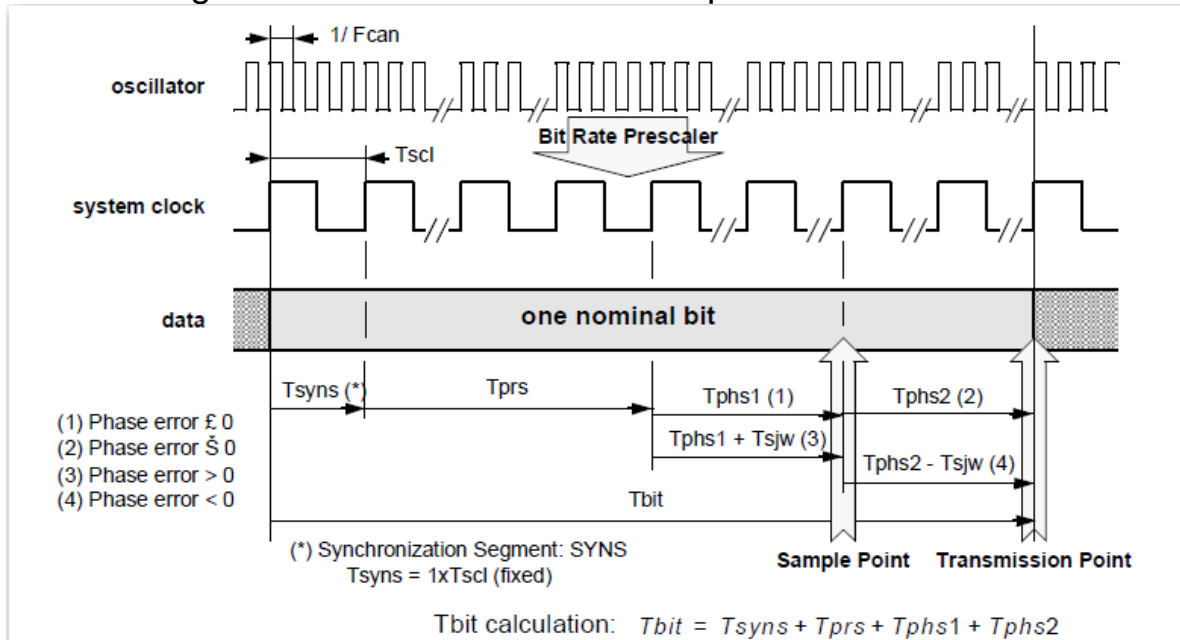 1/ Fcan
oscillator
Bit Rate Prescaler
Tscl
system clock
data
one nominal bit
Tsyns (*)
Tprs
Tphs1 (1)
Tphs2 (2)
(1) Phase error £ 0
(2) Phase error Š 0
(3) Phase error > 0
(4) Phase error < 0
Tphs1 + Tsjw (3)
Tphs2 - Tsjw (4)
Tbit
(*) Synchronization Segment: SYNS
Tsyns = 1xTscl (fixed)
Sample Point
Transmission Point
Tbit calculation: Tbit = Tsyns + Tprs + Tphs1 + Tphs2